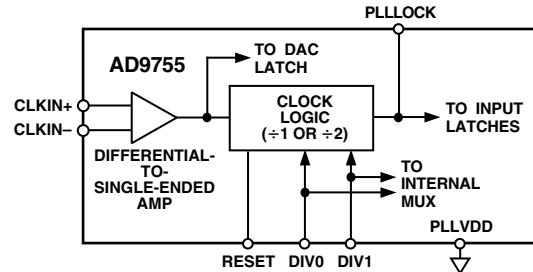 PLLLOCK
AD9755
TO DAC
LATCH
CLKIN+
CLKIN–
CLOCK
LOGIC
(÷1 OR ÷2)
TO INPUT
LATCHES
DIFFERENTIAL-
TO-
SINGLE-ENDED
AMP
TO
INTERNAL
MUX
PLLVDD
RESET
DIV0
DIV1